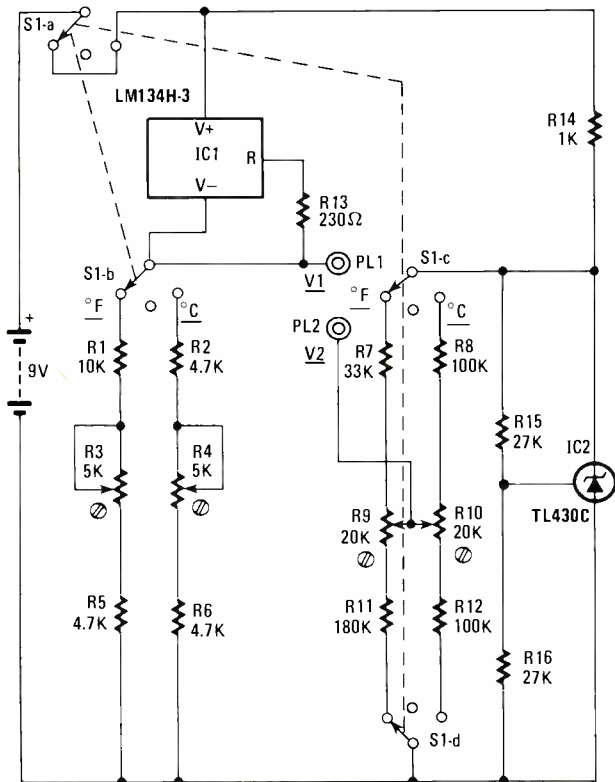 S1-a
LM134H-3
V+
IC1
R
V−
R13
230Ω
R14
1K
S1-b
V1
PL1
S1-c
°F
°C
PL2
V2
°F
°C
R1
10K
R2
4.7K
R7
33K
R8
100K
+
9V
R3
5K
R4
5K
R15
27K
IC2
TL430C
R9
20K
R10
20K
R5
4.7K
R6
4.7K
R11
180K
R12
100K
R16
27K
S1-d